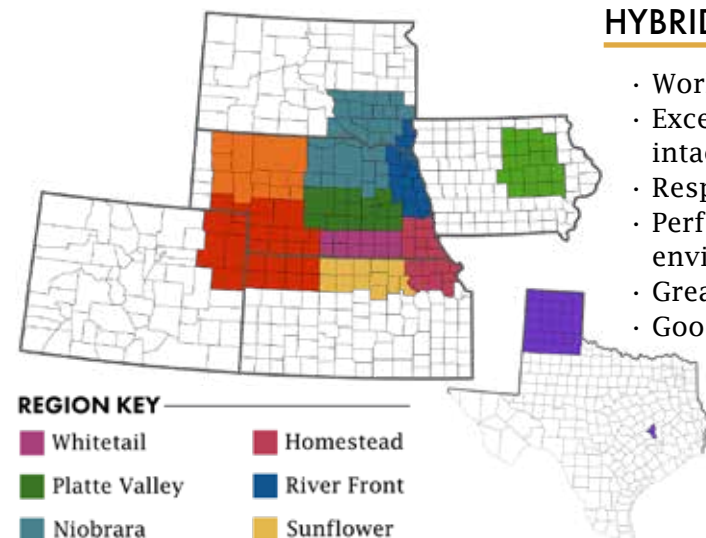 HYBRID
· Wor
· Exce
intac
· Resp
· Perf
envi
· Grea
· Goo
REGION KEY
Whitetail
Homestead
Platte Valley
River Front
Niobrara
Sunflower